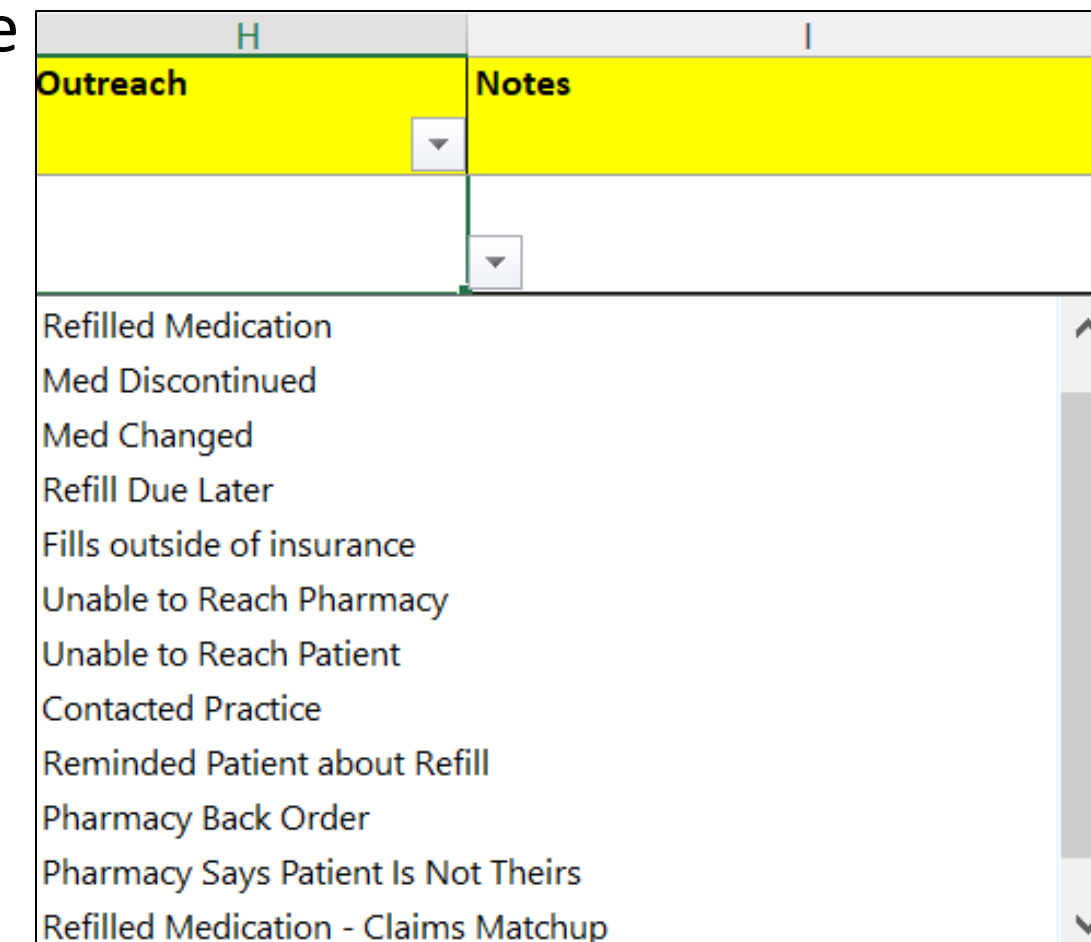 e
H I
Outreach Notes
Refilled Medication
Med Discontinued
Med Changed
Refill Due Later
Fills outside of insurance
Unable to Reach Pharmacy
Unable to Reach Patient
Contacted Practice
Reminded Patient about Refill
Pharmacy Back Order
Pharmacy Says Patient Is Not Theirs
Refilled Medication - Claims Matchup